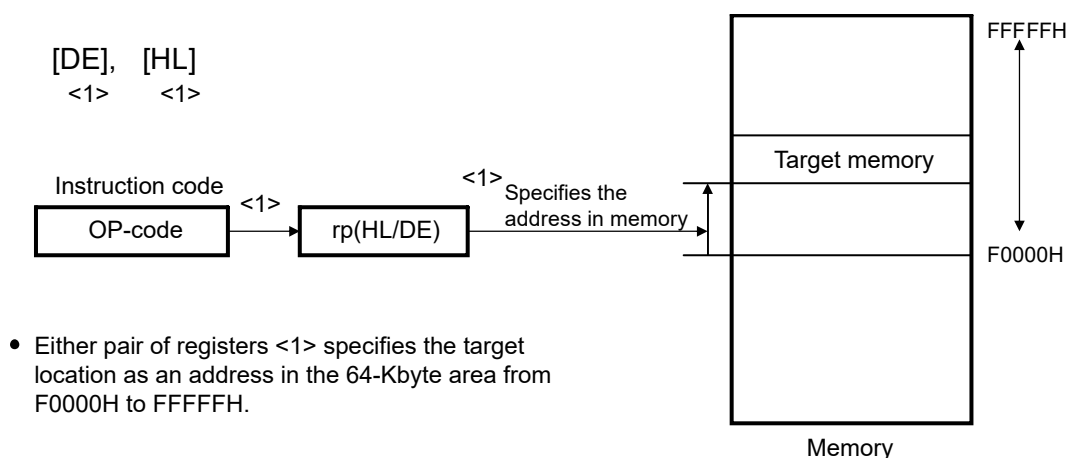 [DE], [HL]
<1> <1>
Instruction code
OP-code
<1>
rp(HL/DE)
<1>
Specifies the
address in memory
Target memory
FFFFFH
F0000H
Memory
• Either pair of registers <1> specifies the target
location as an address in the 64-Kbyte area from
F0000H to FFFFFH.